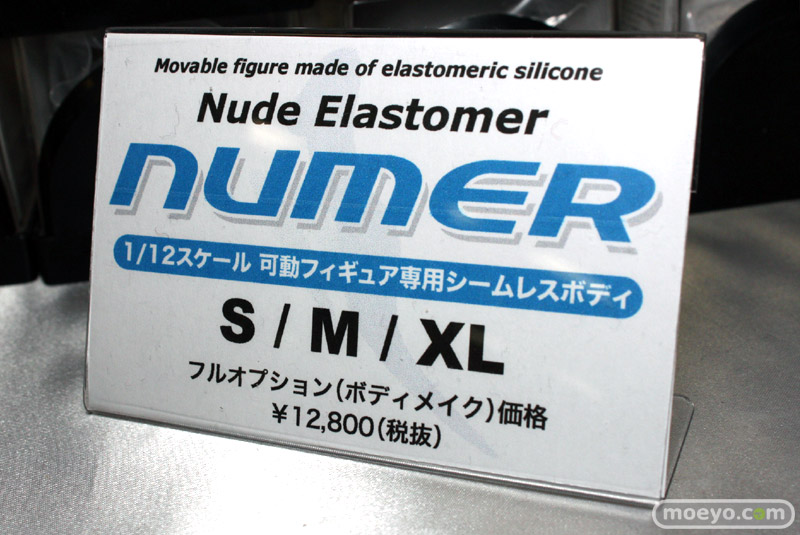 Movable figure made of elastomeric silicone
Nude Elastomer
NUMER
1/12スケール 可動フィギュア専用シームレスボディ
S / M / XL
フルオプション(ボディメイク)価格
¥12,800(税抜)
moeyo.com